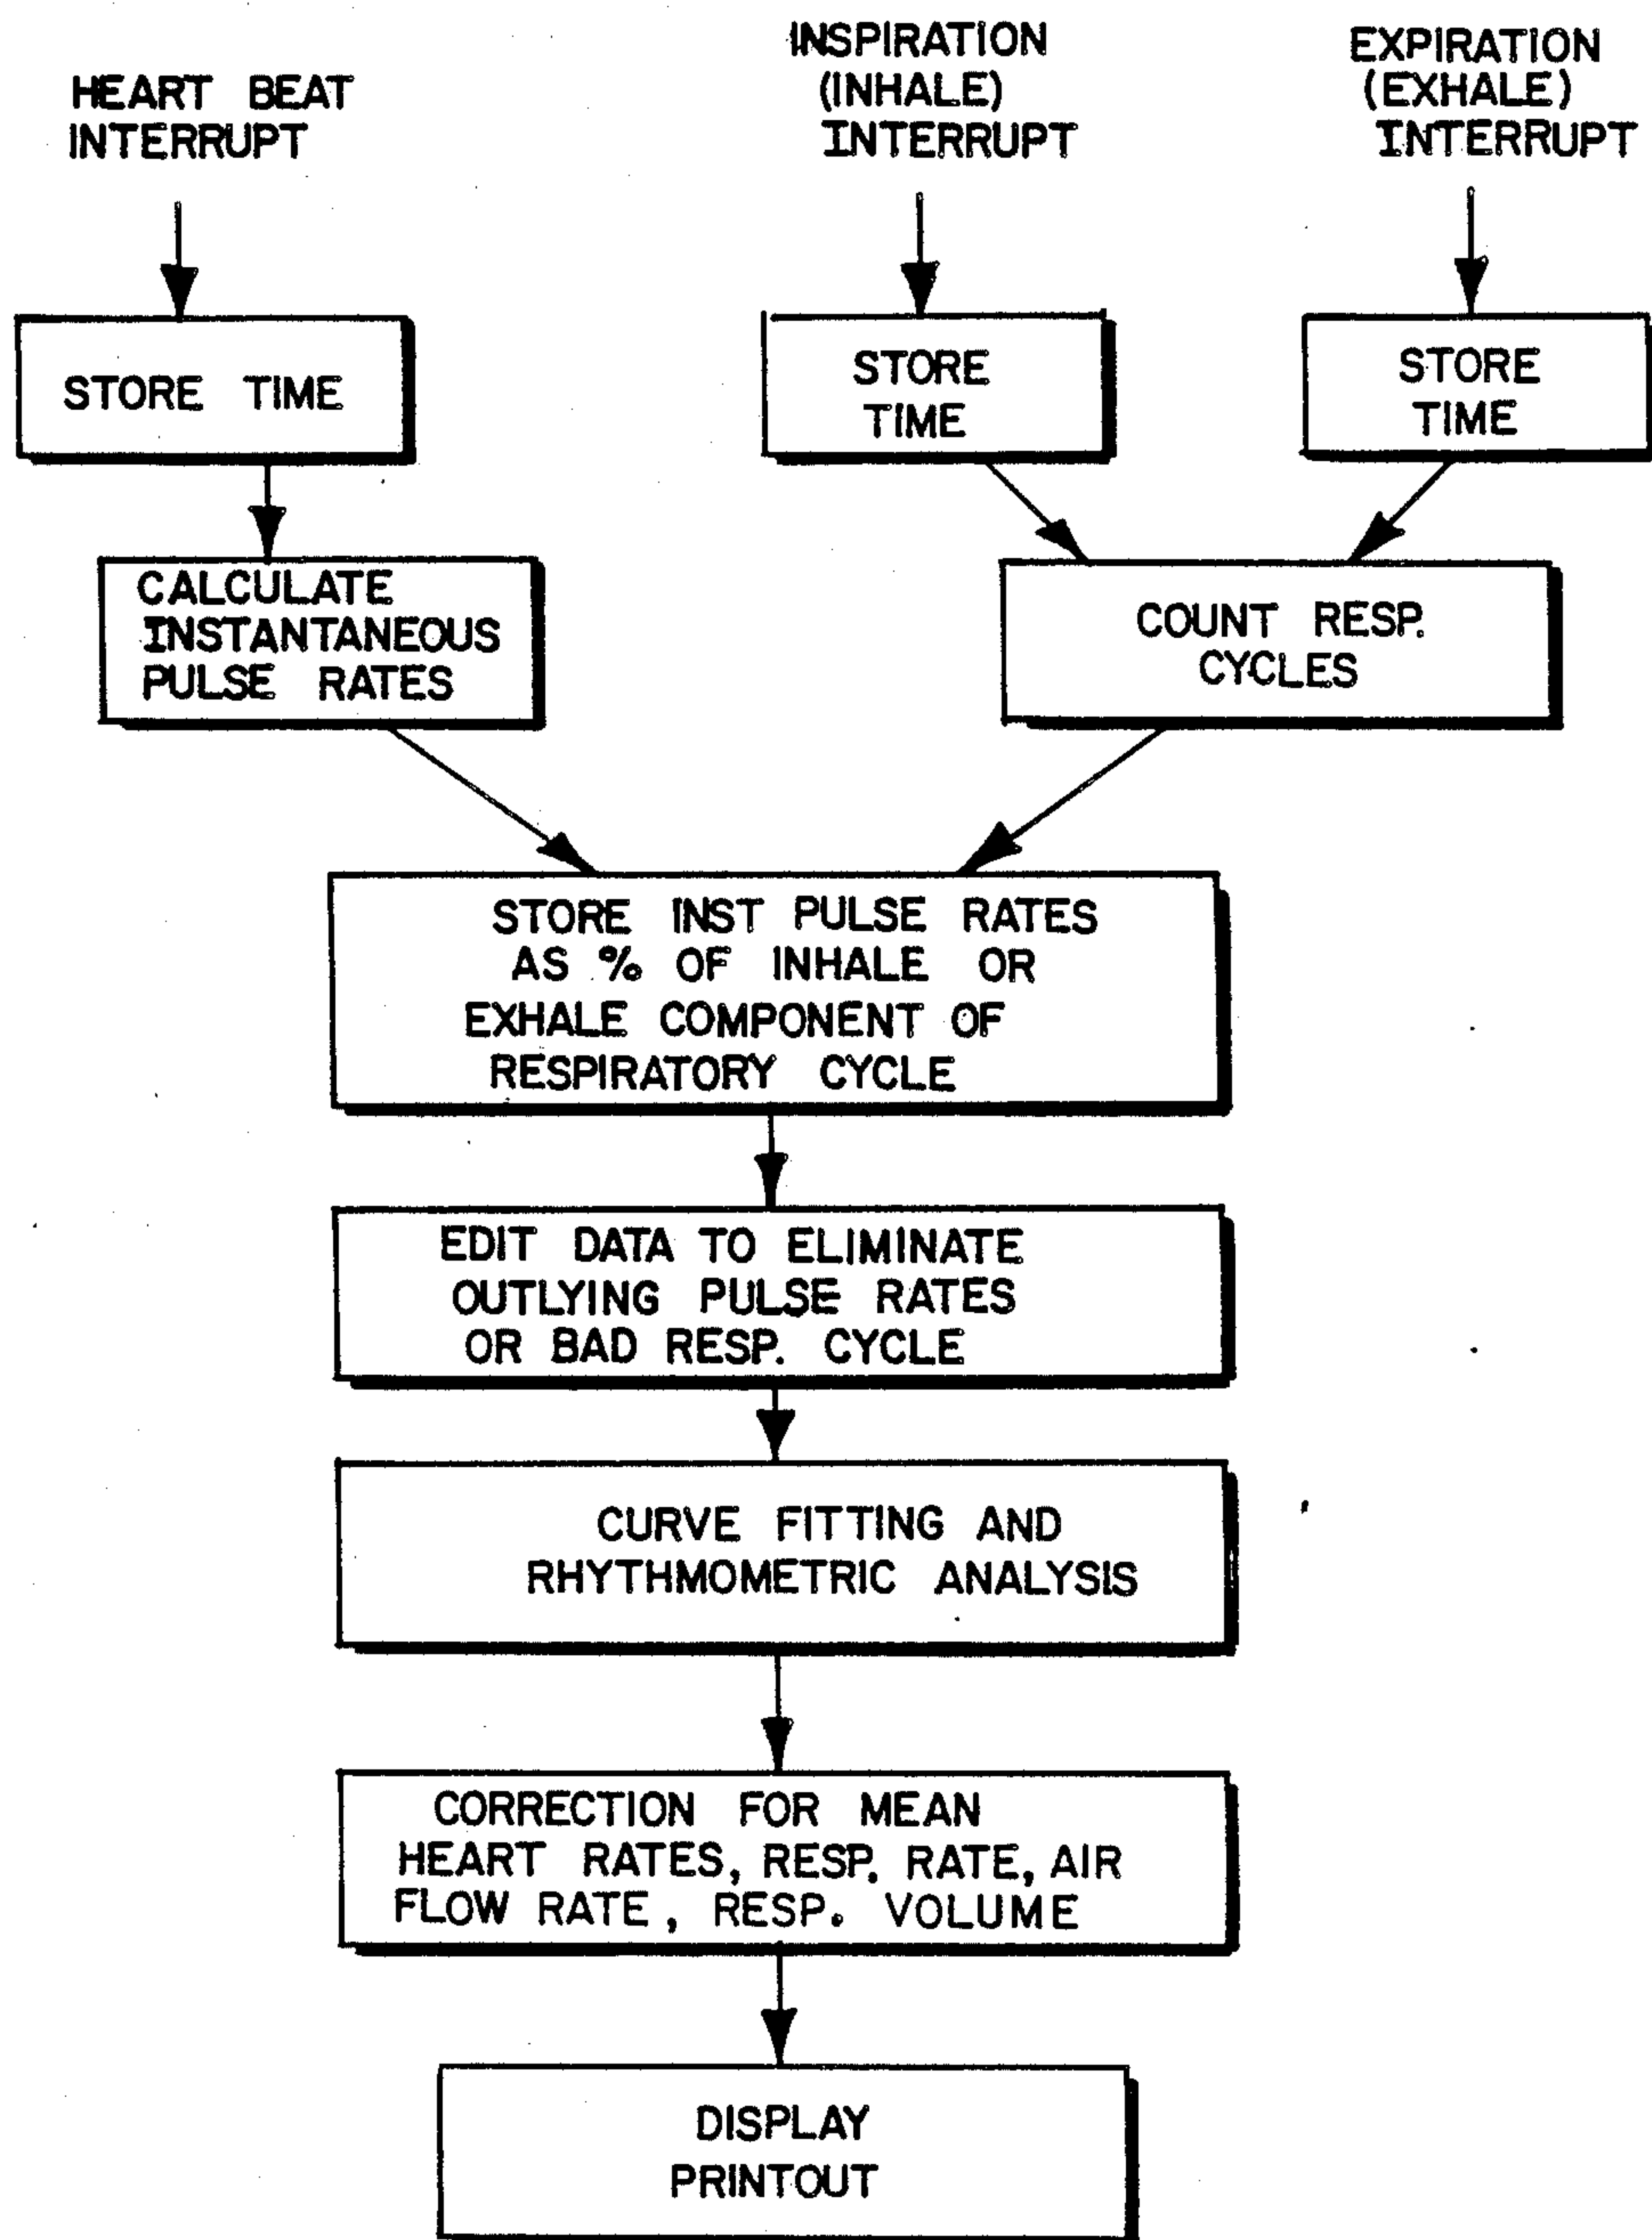 HEART BEAT
INTERRUPT
INSPIRATION
(INHALE)
INTERRUPT
EXPIRATION
(EXHALE)
INTERRUPT
STORE TIME
STORE
TIME
STORE
TIME
CALCULATE
INSTANTANEOUS
PULSE RATES
COUNT RESP.
CYCLES
STORE INST PULSE RATES
AS % OF INHALE OR
EXHALE COMPONENT OF
RESPIRATORY CYCLE
EDIT DATA TO ELIMINATE
OUTLYING PULSE RATES
OR BAD RESP. CYCLE
CURVE FITTING AND
RHYTHMOMETRIC ANALYSIS
CORRECTION FOR MEAN
HEART RATES, RESP. RATE, AIR
FLOW RATE, RESP. VOLUME
DISPLAY
PRINTOUT